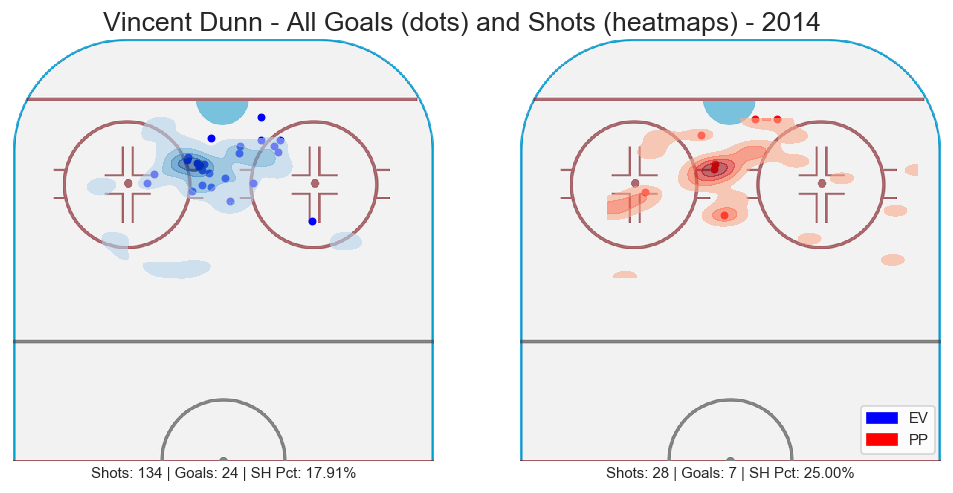 Vincent Dunn - All Goals (dots) and Shots (heatmaps) - 2014
EV
PP
Shots: 134 | Goals: 24 | SH Pct: 17.91%
Shots: 28 | Goals: 7 | SH Pct: 25.00%